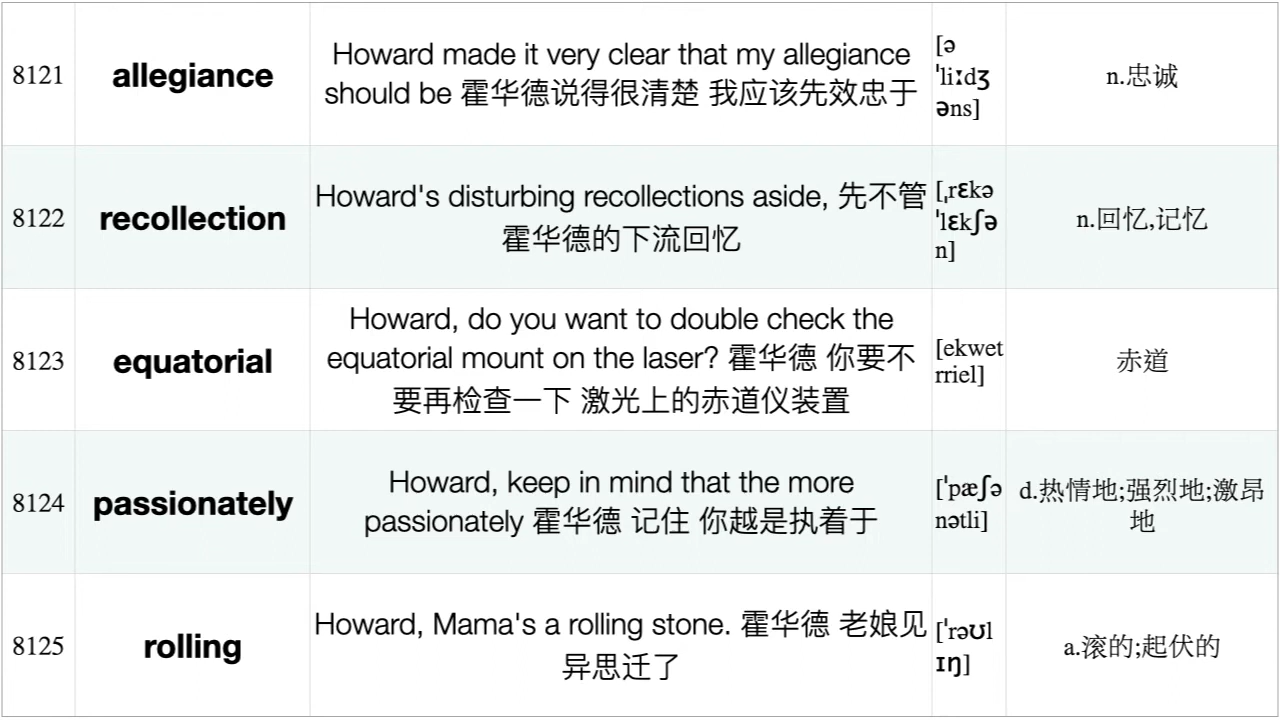 8121
allegiance
Howard made it very clear that my allegiance
should be 霍华德说得很清楚 我应该先效忠于
[ə
ˈliːdʒ
əns]
n.忠诚
8122
recollection
Howard's disturbing recollections aside, 先不管
霍华德的下流回忆
[ˌrɛkə
ˈlɛkʃə
n]
n.回忆,记忆
8123
equatorial
Howard, do you want to double check the
equatorial mount on the laser? 霍华德 你要不
要再检查一下 激光上的赤道仪装置
[ekwet
rriel]
赤道
8124
passionately
Howard, keep in mind that the more
passionately 霍华德 记住 你越是执着于
[ˈpæʃə
nətli]
d.热情地;强烈地;激昂
地
8125
rolling
Howard, Mama's a rolling stone. 霍华德 老娘见
异思迁了
[ˈrəʊl
ɪŋ]
a.滚的;起伏的